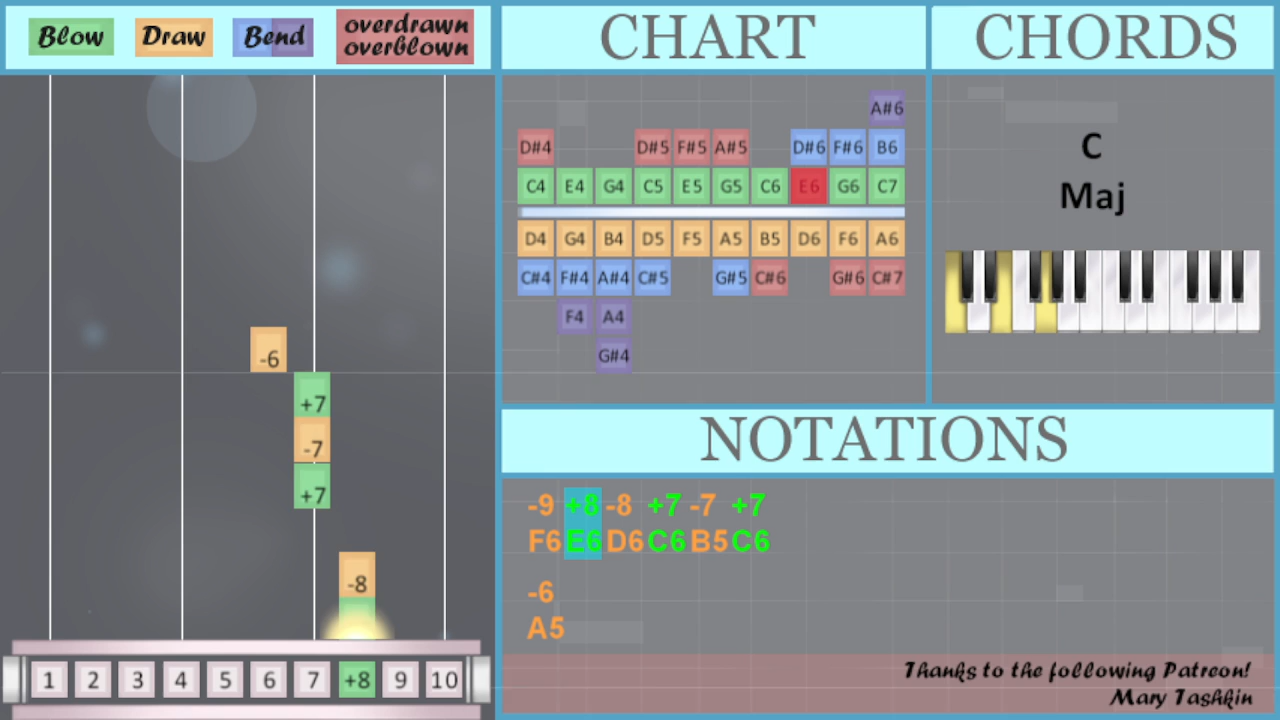 Blow Draw Bend overdrawn
overblown
CHART
CHORDS
A#6
D#4 D#5 F#5 A#5 D#6 F#6 B6
C4 E4 G4 C5 E5 G5 C6 E6 G6 C7
D4 G4 B4 D5 F5 A5 B5 D6 F6 A6
C#4 F#4 A#4 C#5 G#5 C#6 G#6 C#7
F4 A4
G#4
C
Maj
-6
+7
-7
+7
-8
1 2 3 4 5 6 7 +8 9 10
NOTATIONS
-9 +8 -8 +7 -7 +7
F6 E6 D6 C6 B5 C6
-6
A5
Thanks to the following Patreon!
Mary Tashkin